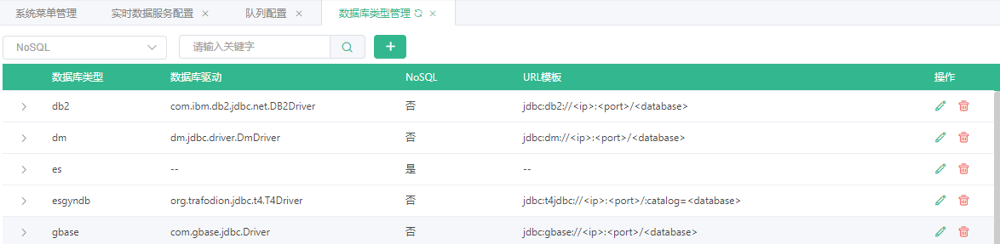 系统菜单管理 实时数据服务配置 队列配置 数据库类型管理
NoSQL 请输入关键字
数据库类型 数据库驱动 NoSQL URL模板 操作
db2 com.ibm.db2.jdbc.net.DB2Driver 否 jdbc:db2://<ip>:<port>/<database>
dm dm.jdbc.driver.DmDriver 否 jdbc:dm://<ip>:<port>/<database>
es -- 是 --
esgyndb org.trafodion.jdbc.t4.T4Driver 否 jdbc:t4jdbc://<ip>:<port>/:catalog=<database>
gbase com.gbase.jdbc.Driver 否 jdbc:gbase://<ip>:<port>/<database>